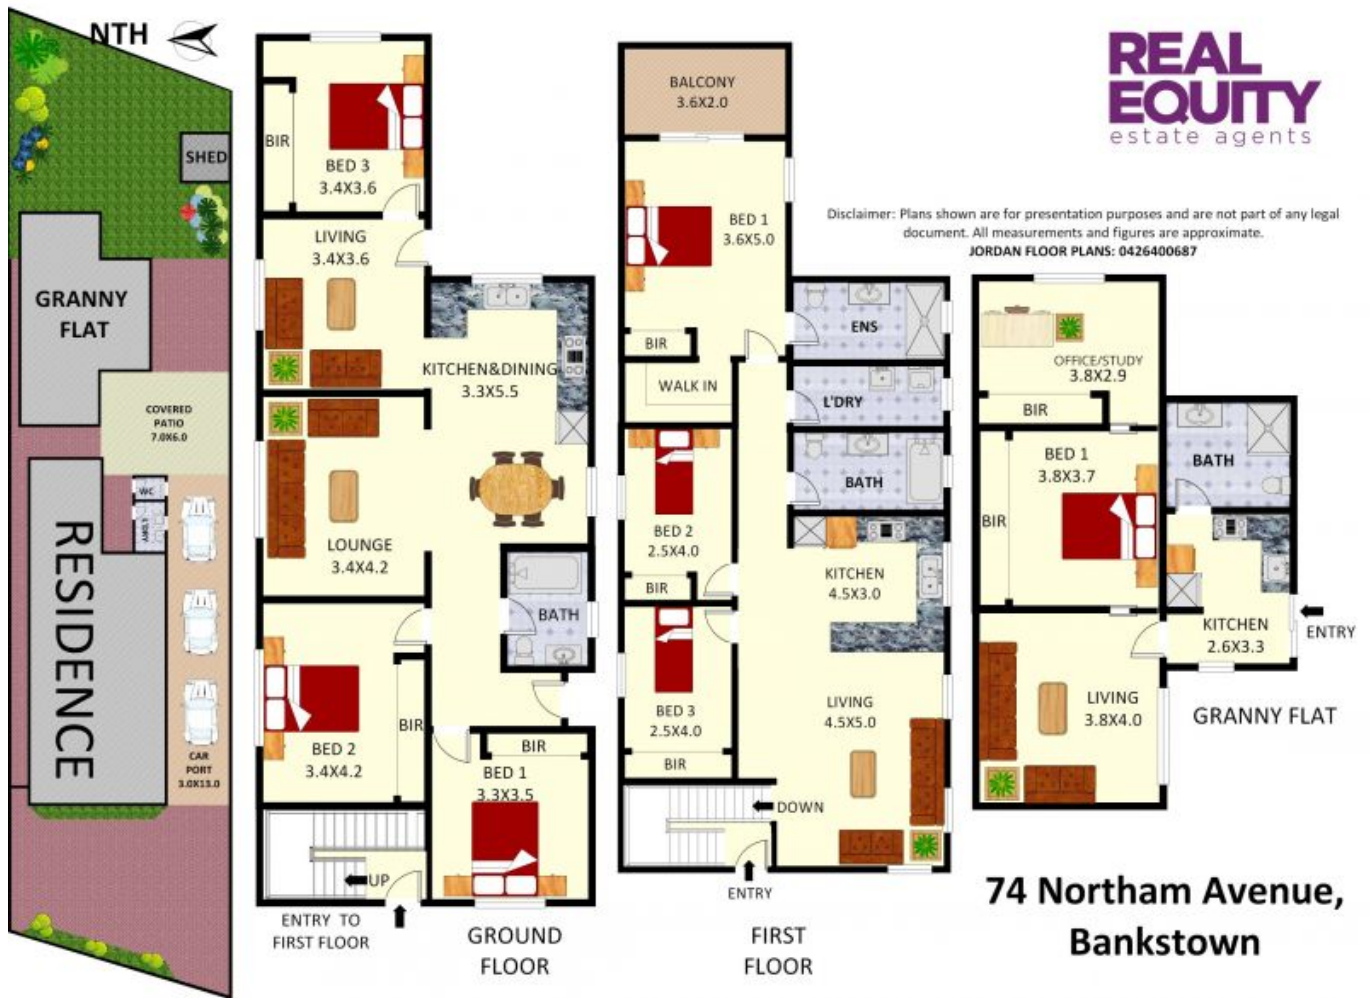 NTH
SHED
GRANNY
FLAT
COVERED
PATIO
7.0X6.0
WC
L'DRY
RESIDENCE
CAR
PORT
3.0X13.0
BIR
BED 3
3.4X3.6
LIVING
3.4X3.6
KITCHEN&DINING
3.3X5.5
LOUNGE
3.4X4.2
BATH
BIR
BED 2
3.4X4.2
BIR
BED 1
3.3X3.5
UP
ENTRY TO
FIRST FLOOR
GROUND
FLOOR
BALCONY
3.6X2.0
BED 1
3.6X5.0
ENS
BIR
WALK IN
L'DRY
BATH
BED 2
2.5X4.0
BIR
KITCHEN
4.5X3.0
BED 3
2.5X4.0
BIR
LIVING
4.5X5.0
DOWN
ENTRY
FIRST
FLOOR
REAL
EQUITY
estate agents
Disclaimer: Plans shown are for presentation purposes and are not part of any legal
document. All measurements and figures are approximate.
JORDAN FLOOR PLANS: 0426400687
OFFICE/STUDY
3.8X2.9
BIR
BED 1
3.8X3.7
BIR
BATH
KITCHEN
2.6X3.3
ENTRY
LIVING
3.8X4.0
GRANNY FLAT
74 Northam Avenue,
Bankstown